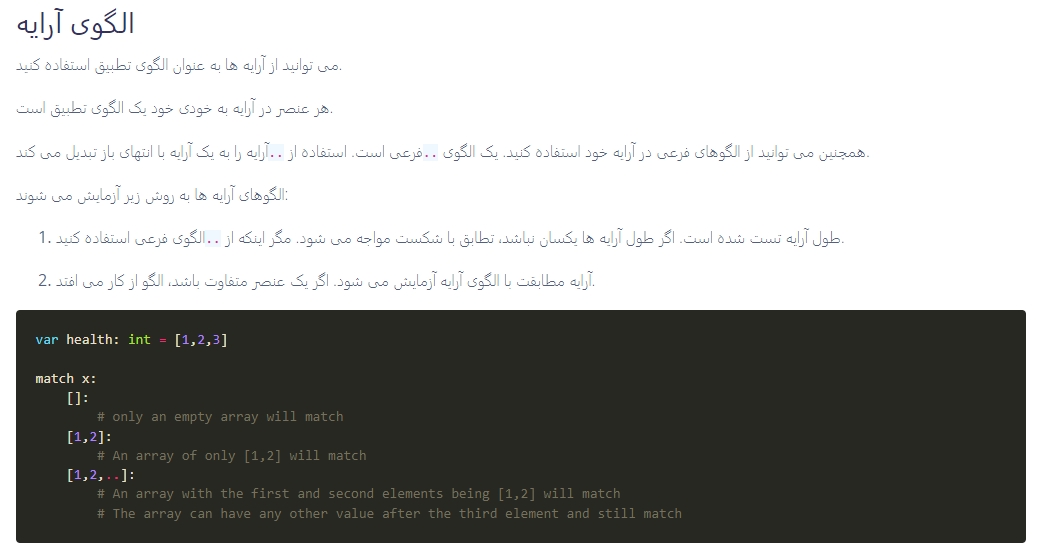 الگوی آرایه
می توانید از آرایه ها به عنوان الگوی تطبیق استفاده کنید.
هر عنصر در آرایه به خودی خود یک الگوی تطبیق است.
همچنین می توانید از الگوهای فرعی در آرایه خود استفاده کنید. یک الگوی ..فرعی است. استفاده از ..آرایه را به یک آرایه با انتهای باز تبدیل می کند.
الگوهای آرایه ها به روش زیر آزمایش می شوند:
1. طول آرایه تست شده است. اگر طول آرایه ها یکسان نباشد، تطابق با شکست مواجه می شود. مگر اینکه از ..الگوی فرعی استفاده کنید.
2. آرایه مطابقت با الگوی آرایه آزمایش می شود. اگر یک عنصر متفاوت باشد، الگو از کار می افتد.
var health: int = [1,2,3]
match x:
[]:
# only an empty array will match
[1,2]:
# An array of only [1,2] will match
[1,2,..]:
# An array with the first and second elements being [1,2] will match
# The array can have any other value after the third element and still match